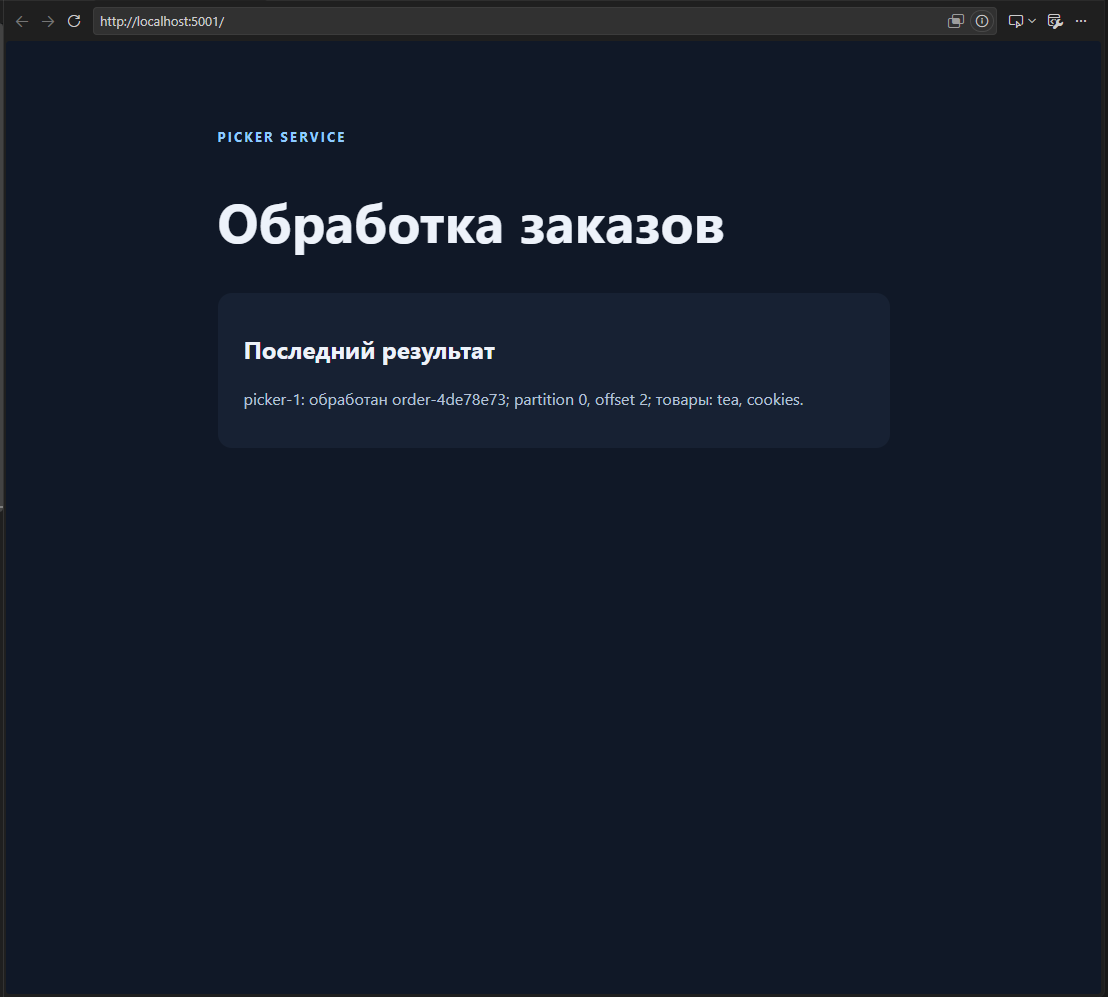 http://localhost:5001/
PICKER SERVICE
Обработка заказов
Последний результат
picker-1: обработан order-4de78e73; partition 0, offset 2; товары: tea, cookies.